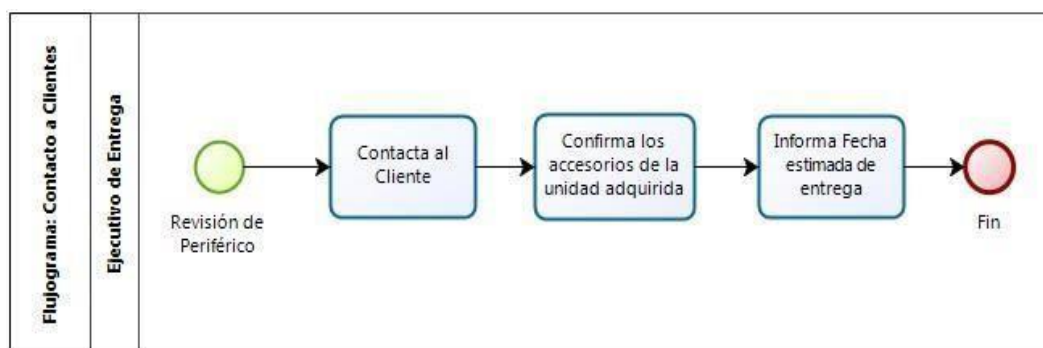 Flujograma: Contacto a Clientes
Ejecutivo de Entrega
Revisión de
Periférico
Contacta al
Cliente
Confirma los
accesorios de la
unidad adquirida
Informa Fecha
estimada de
entrega
Fin